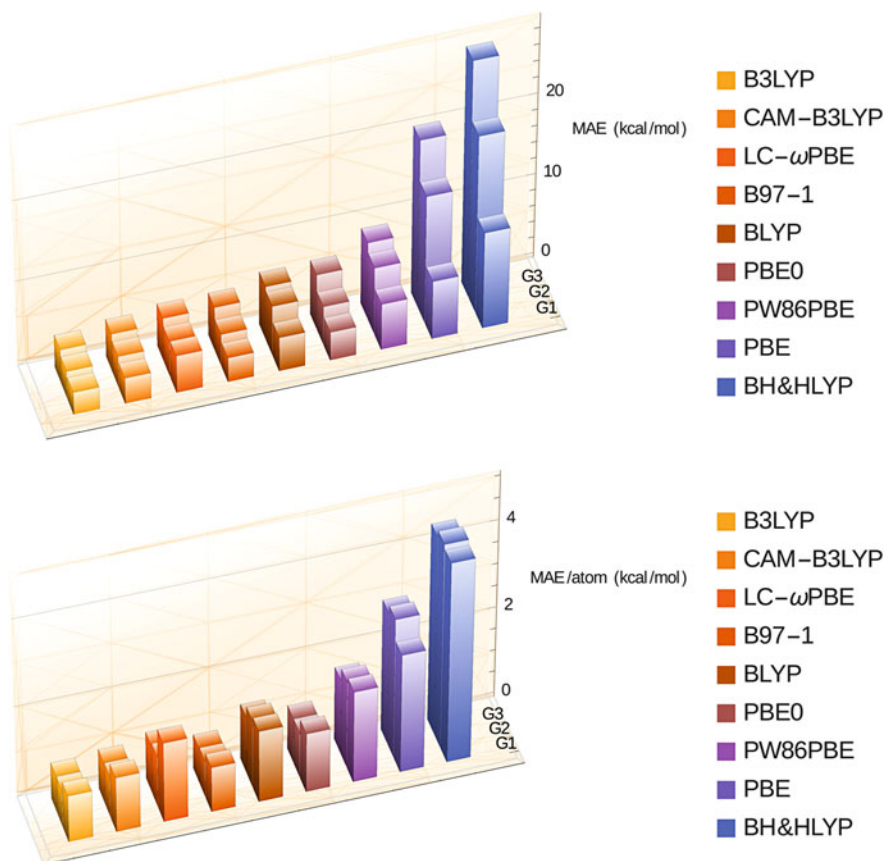 20
MAE (kcal/mol)
10
0
G3
G2
G1
B3LYP
CAM-B3LYP
LC-ωPBE
B97-1
BLYP
PBE0
PW86PBE
PBE
BH&HLYP
4
MAE/atom (kcal/mol)
2
0
G3
G2
G1
B3LYP
CAM-B3LYP
LC-ωPBE
B97-1
BLYP
PBE0
PW86PBE
PBE
BH&HLYP